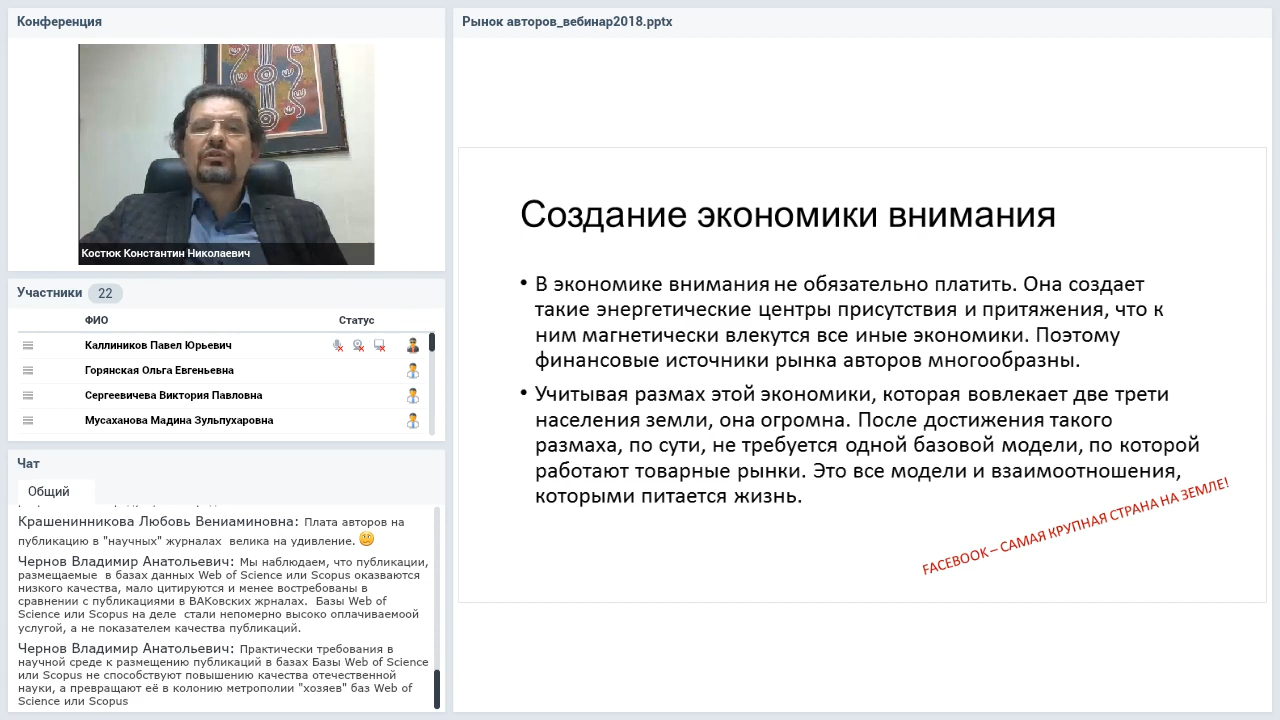 Конференция
Костюк Константин Николаевич
Участники 22
ФИО Статус
Каллиников Павел Юрьевич
Горянская Ольга Евгеньевна
Сергеевичева Виктория Павловна
Мусаханова Мадина Зульпухаровна
Чат
Общий
Крашенинникова Любовь Вениаминовна: Плата авторов на
публикацию в "научных" журналах велика на удивление.
Чернов Владимир Анатольевич: Мы наблюдаем, что публикации,
размещаемые в базах данных Web of Science или Scopus оказваются
низкого качества, мало цитируются и менее востребованы в
сравнении с публикациями в ВАКовских жрналах. Базы Web of
Science или Scopus на деле стали непомерно высоко оплачиваемоой
услугой, а не показателем качества публикаций.
Чернов Владимир Анатольевич: Практически требования в
научной среде к размещению публикаций в базах Базы Web of Science
или Scopus не способствуют повышению качества отечественной
науки, а превращают её в колонию метрополии "хозяев" баз Web of
Science или Scopus
Рынок авторов_вебинар2018.pptx
Создание экономики внимания
• В экономике внимания не обязательно платить. Она создает
такие энергетические центры присутствия и притяжения, что к
ним магнетически влекутся все иные экономики. Поэтому
финансовые источники рынка авторов многообразны.
• Учитывая размах этой экономики, которая вовлекает две трети
населения земли, она огромна. После достижения такого
размаха, по сути, не требуется одной базовой модели, по которой
работают товарные рынки. Это все модели и взаимоотношения,
которыми питается жизнь.
FACEBOOK – САМАЯ КРУПНАЯ СТРАНА НА ЗЕМЛЕ!